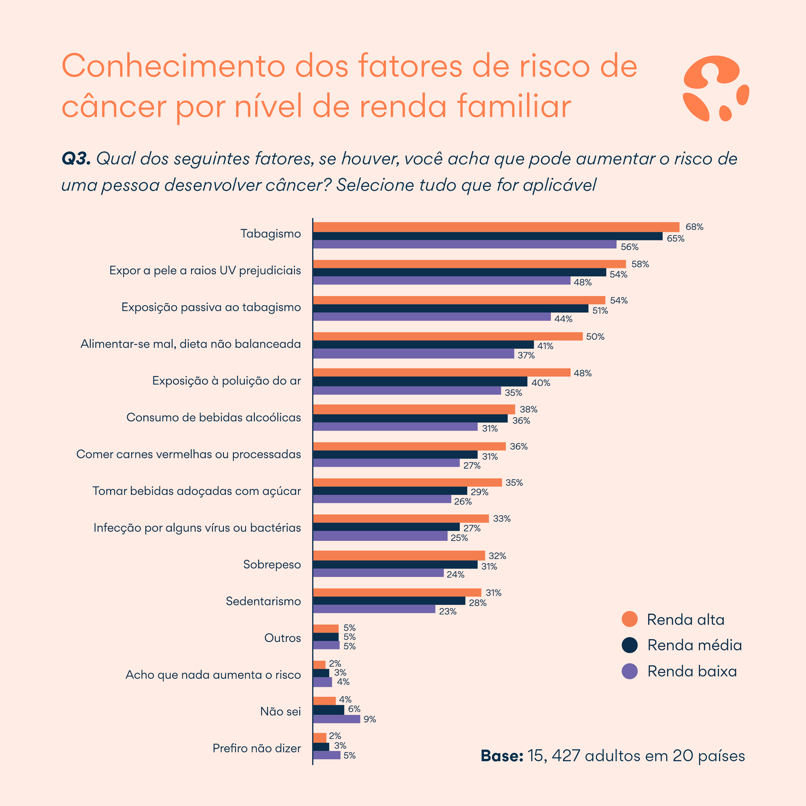 Conhecimento dos fatores de risco de
câncer por nível de renda familiar
Q3. Qual dos seguintes fatores, se houver, você acha que pode aumentar o risco de
uma pessoa desenvolver câncer? Selecione tudo que for aplicável
Tabagismo
68%
65%
56%
Expor a pele a raios UV prejudiciais
58%
54%
48%
Exposição passiva ao tabagismo
54%
51%
44%
Alimentar-se mal, dieta não balanceada
50%
41%
37%
Exposição à poluição do ar
48%
40%
35%
Consumo de bebidas alcoólicas
38%
36%
31%
Comer carnes vermelhas ou processadas
36%
31%
27%
Tomar bebidas adoçadas com açúcar
35%
29%
26%
Infecção por alguns vírus ou bactérias
33%
27%
25%
Sobrepeso
32%
31%
24%
Sedentarismo
31%
28%
23%
Outros
5%
5%
5%
Acho que nada aumenta o risco
2%
3%
4%
Não sei
4%
6%
9%
Prefiro não dizer
2%
3%
5%
Renda alta
Renda média
Renda baixa
Base: 15, 427 adultos em 20 países